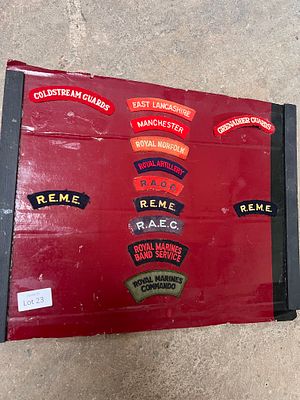 COLDSTREAM GUARDS
EAST LANCASHIRE
GRENADIER GUARDS
MANCHESTER
ROYAL NORFOLK
ROYAL ARTILLERY
R.A.O.C.
R.E.M.E.
R.E.M.E.
R.E.M.E.
R.A.E.C.
ROYAL MARINES
BAND SERVICE
ROYAL MARINES
COMMANDO
Lot 23